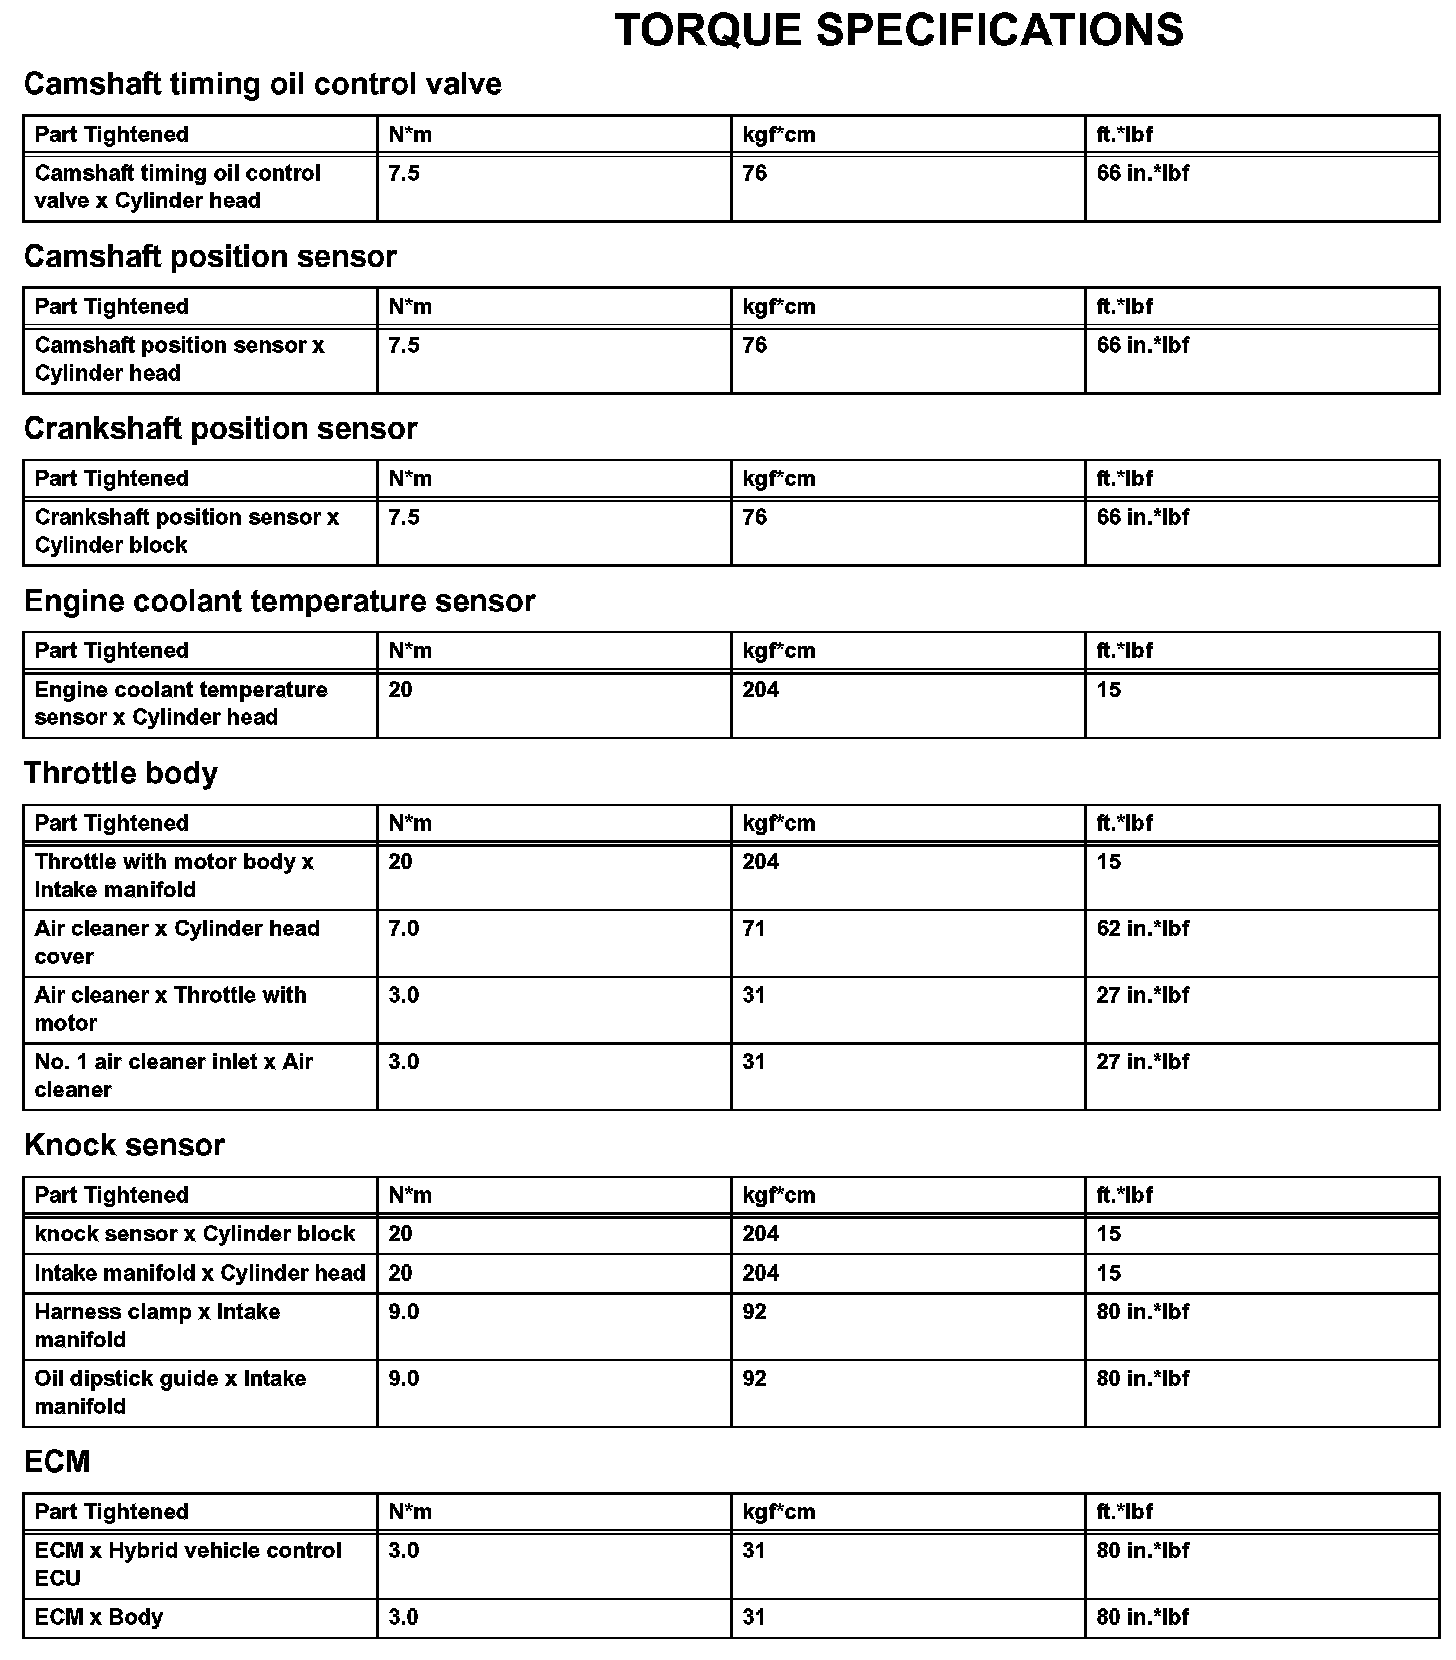 TORQUE SPECIFICATIONS
Camshaft timing oil control valve
Part Tightened N*m kgf*cm ft.*lbf
Camshaft timing oil control 7.5 76 66 in.*lbf
valve x Cylinder head
Camshaft position sensor
Part Tightened N*m kgf*cm ft.*lbf
Camshaft position sensor x 7.5 76 66 in.*lbf
Cylinder head
Crankshaft position sensor
Part Tightened N*m kgf*cm ft.*lbf
Crankshaft position sensor x 7.5 76 66 in.*lbf
Cylinder block
Engine coolant temperature sensor
Part Tightened N*m kgf*cm ft.*lbf
Engine coolant temperature 20 204 15
sensor x Cylinder head
Throttle body
Part Tightened N*m kgf*cm ft.*lbf
Throttle with motor body x 20 204 15
Intake manifold
Air cleaner x Cylinder head 7.0 71 62 in.*lbf
cover
Air cleaner x Throttle with 3.0 31 27 in.*lbf
motor
No. 1 air cleaner inlet x Air 3.0 31 27 in.*lbf
cleaner
Knock sensor
Part Tightened N*m kgf*cm ft.*lbf
knock sensor x Cylinder block 20 204 15
Intake manifold x Cylinder head 20 204 15
Harness clamp x Intake 9.0 92 80 in.*lbf
manifold
Oil dipstick guide x Intake 9.0 92 80 in.*lbf
manifold
ECM
Part Tightened N*m kgf*cm ft.*lbf
ECM x Hybrid vehicle control 3.0 31 80 in.*lbf
ECU
ECM x Body 3.0 31 80 in.*lbf